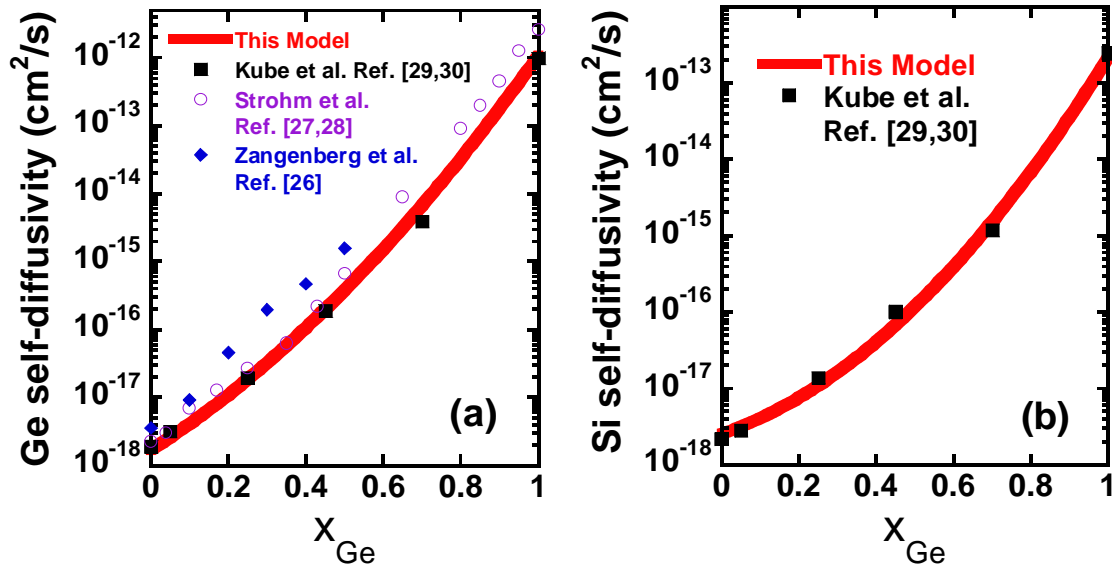 Ge self-diffusivity (cm²/s)
10⁻¹²
10⁻¹³
10⁻¹⁴
10⁻¹⁵
10⁻¹⁶
10⁻¹⁷
10⁻¹⁸
This Model
Kube et al. Ref. [29,30]
Strohm et al.
Ref. [27,28]
Zangenberg et al.
Ref. [26]
(a)
0 0.2 0.4 0.6 0.8 1
x_Ge
Si self-diffusivity (cm²/s)
10⁻¹³
10⁻¹⁴
10⁻¹⁵
10⁻¹⁶
10⁻¹⁷
10⁻¹⁸
This Model
Kube et al.
Ref. [29,30]
(b)
0 0.2 0.4 0.6 0.8 1
x_Ge